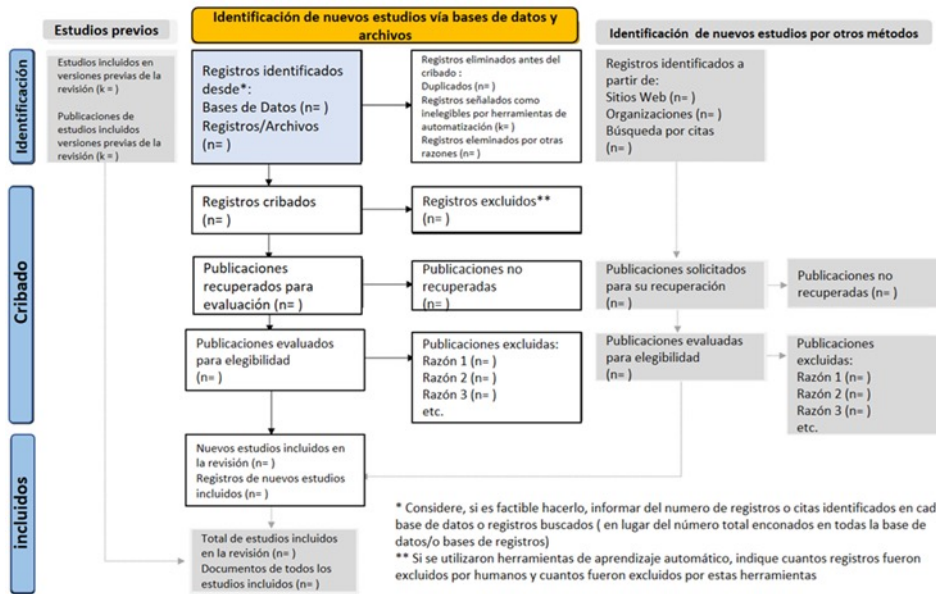 Estudios previos
Identificación de nuevos estudios vía bases de datos y
archivos
Identificación de nuevos estudios por otros métodos
Identificación
Estudios incluidos en
versiones previas de la
revisión (k = )
Publicaciones de
estudios incluidos
versiones previas de la
revisión (k = )
Registros identificados
desde*:
Bases de Datos (n= )
Registros/Archivos
(n= )
Registros eliminados antes del
cribado :
Duplicados (n= )
Registros señalados como
inelegibles por herramientas de
automatización (k= )
Registros eleminados por otras
razones (n= )
Registros identificados a
partir de:
Sitios Web (n= )
Organizaciones (n= )
Búsqueda por citas
(n= )
Cribado
Registros cribados
(n= )
Registros excluidos**
(n= )
Publicaciones
recuperados para
evaluación (n= )
Publicaciones no
recuperadas
(n= )
Publicaciones solicitados
para su recuperación
(n= )
Publicaciones no
recuperadas (n= )
Publicaciones evaluados
para elegibilidad
(n= )
Publicaciones excluidas:
Razón 1 (n= )
Razón 2 (n= )
Razón 3 (n= )
etc.
Publicaciones evaluadas
para elegibilidad
(n= )
Publicaciones
excluidas:
Razón 1 (n= )
Razón 2 (n= )
Razón 3 (n= )
etc.
incluidos
Nuevos estudios incluidos en
la revisión (n= )
Registros de nuevos estudios
incluidos (n= )
Total de estudios incluidos
en la revisión (n= )
Documentos de todos los
estudios incluidos (n= )
* Considere, si es factible hacerlo, informar del numero de registros o citas identificados en cad
base de datos o registros buscados ( en lugar del número total enconados en todas la base de
datos/o bases de registros)
** Si se utilizaron herramientas de aprendizaje automático, indique cuantos registros fueron
excluidos por humanos y cuantos fueron excluidos por estas herramientas